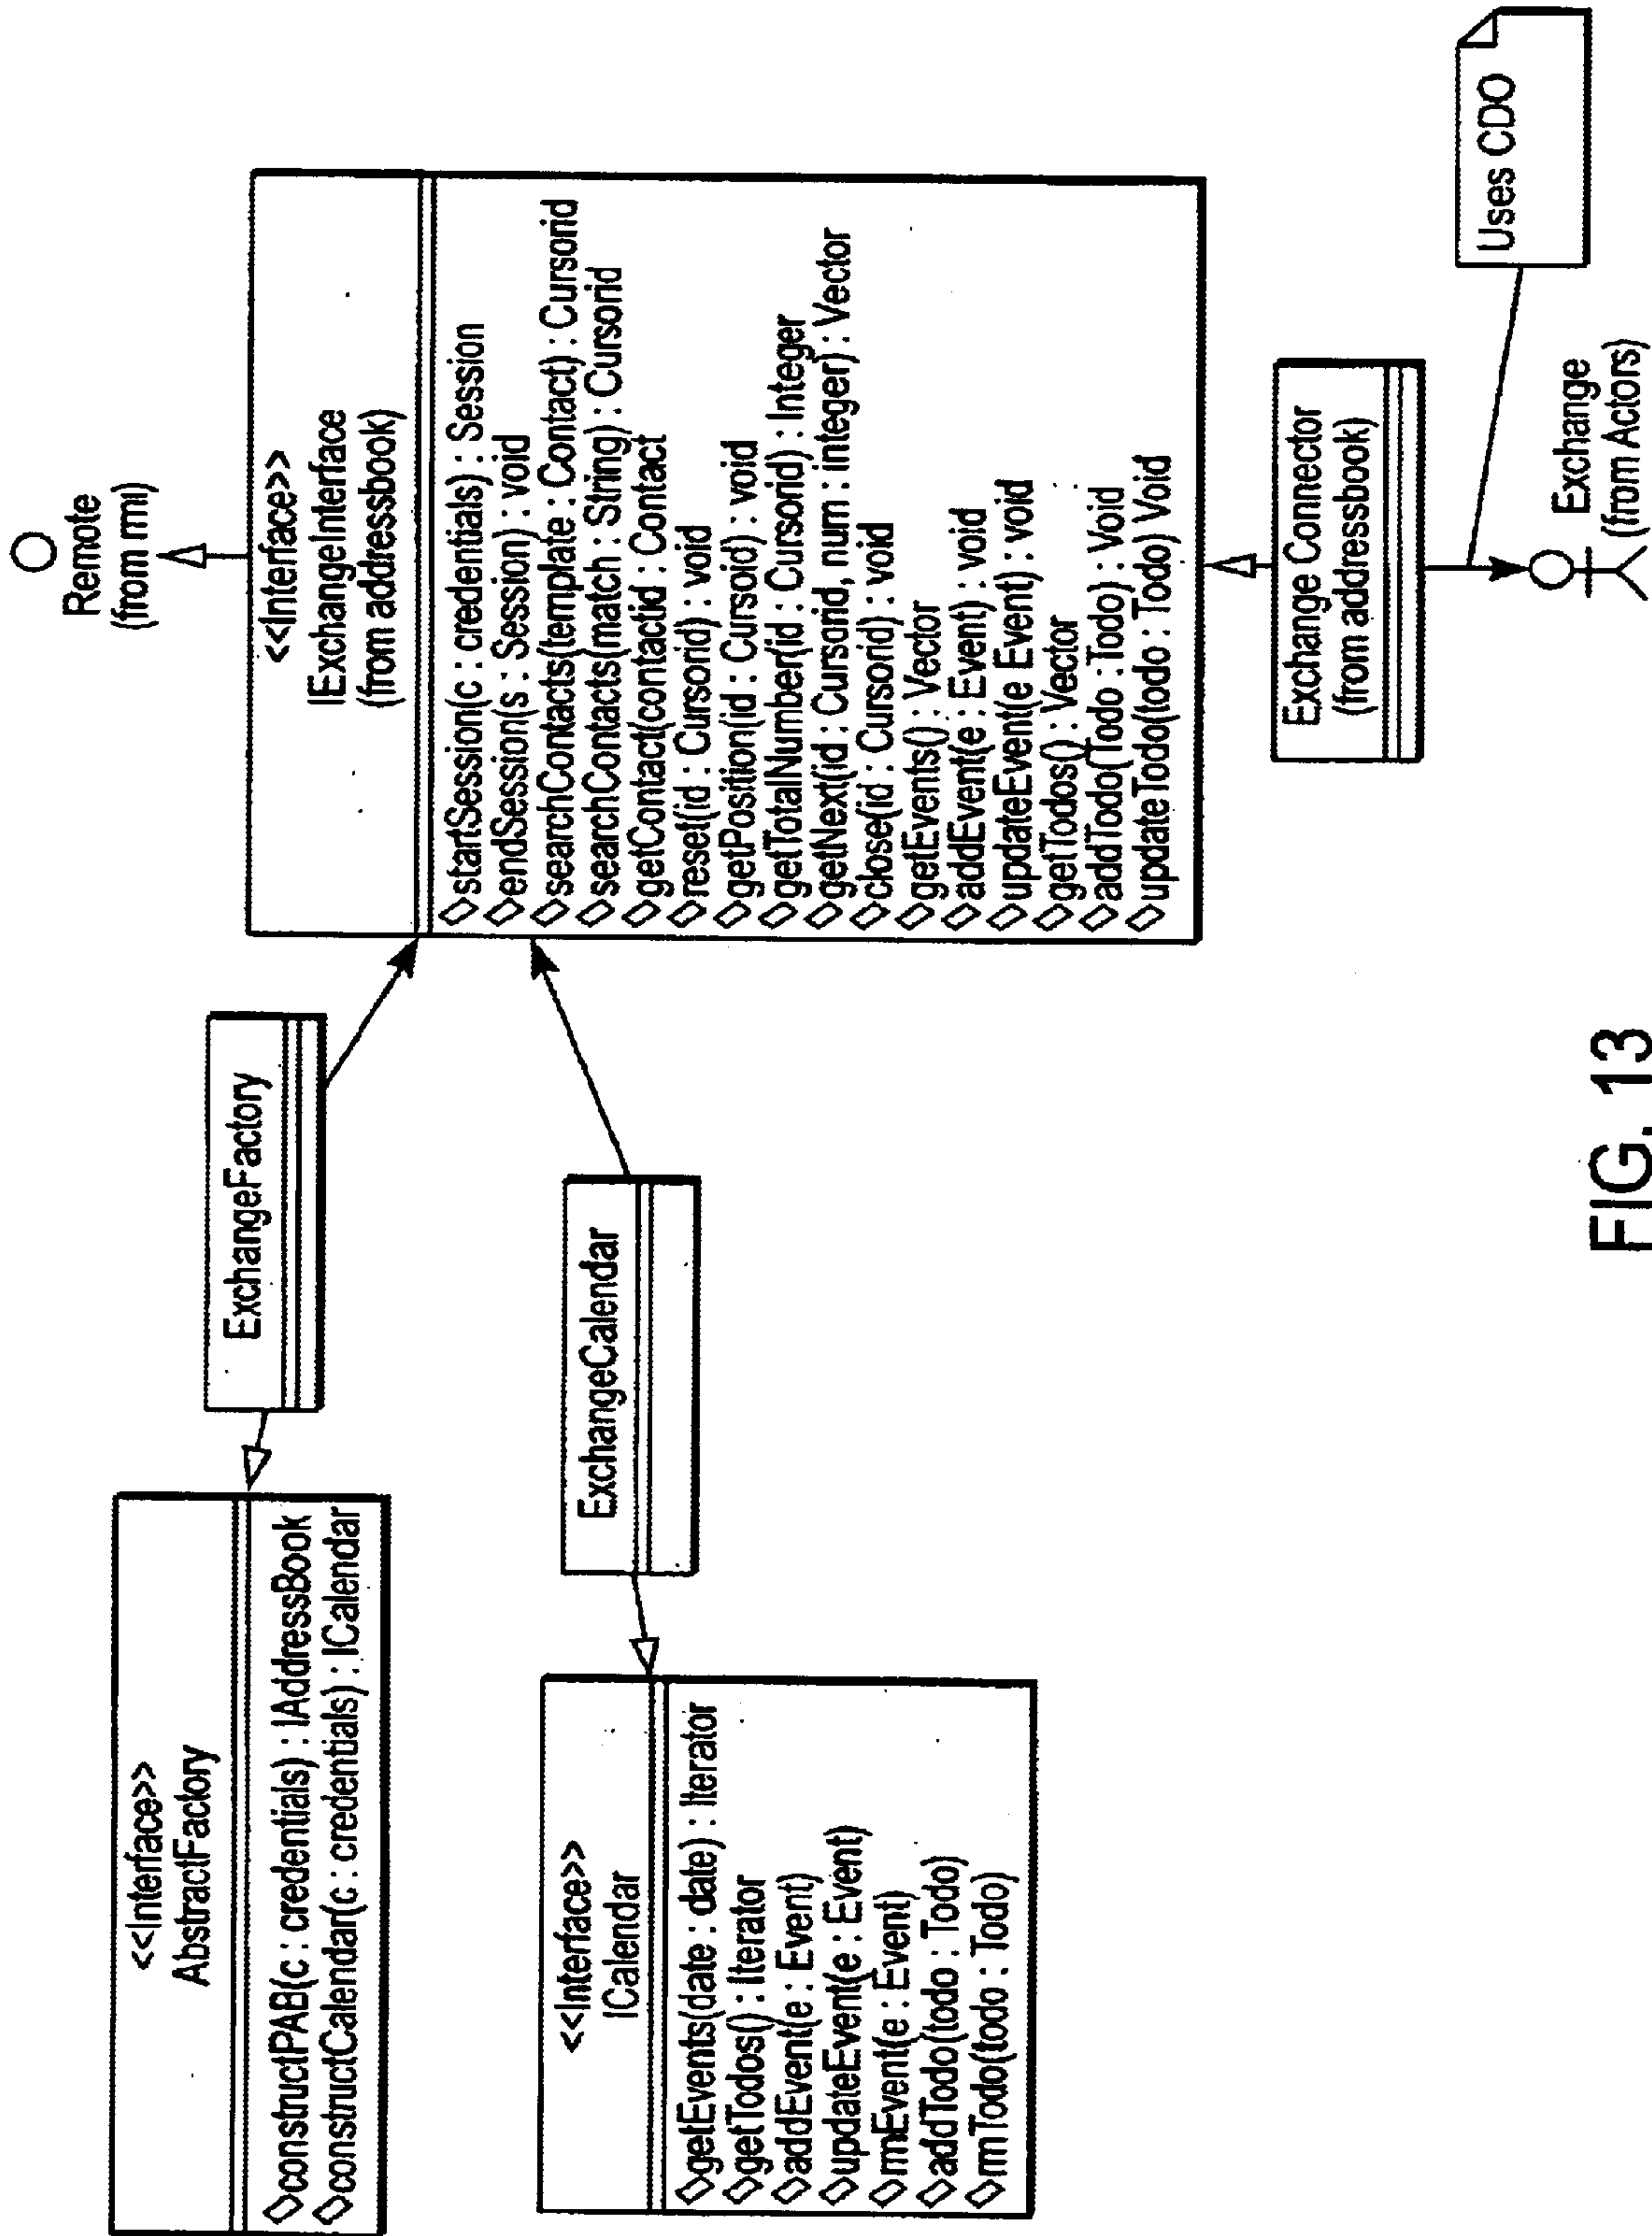 <<Interface>>
AbstractFactory
constructPAB(c : credentials) : IAddressBook
constructCalendar(c : credentials) : ICalendar
ExchangeFactory
Remote
(from rmi)
<<Interface>>
IExchangeInterface
(from addressbook)
startSession(c : credentials) : Session
endSession(s : Session) : void
searchContacts(template : Contact) : Cursorid
searchContacts(match : String) : Cursorid
getContact(contactid : Contact
reset(id : Cursorid) : void
getPosition(id : Cursoid) : void
getTotalNumber(id : Cursorid) : Integer
getNext(id : Cursorid, num : integer) : Vector
close(id : Cursorid) : void
getEvents() : Vector
addEvent(e : Event) : void
updateEvent(e Event) : void
getTodos() : Vector
addTodo(Todo : Todo) : Void
updateTodo(todo : Todo) Void
<<Interface>>
ICalendar
getEvents(date : date) : Iterator
getTodos() : Iterator
addEvent(e : Event)
updateEvent(e : Event)
rmEvent(e : Event)
addTodo(todo : Todo)
rmTodo(todo : Todo)
ExchangeCalendar
Exchange Connector
(from addressbook)
Uses CDO
Exchange
(from Actors)
FIG. 13